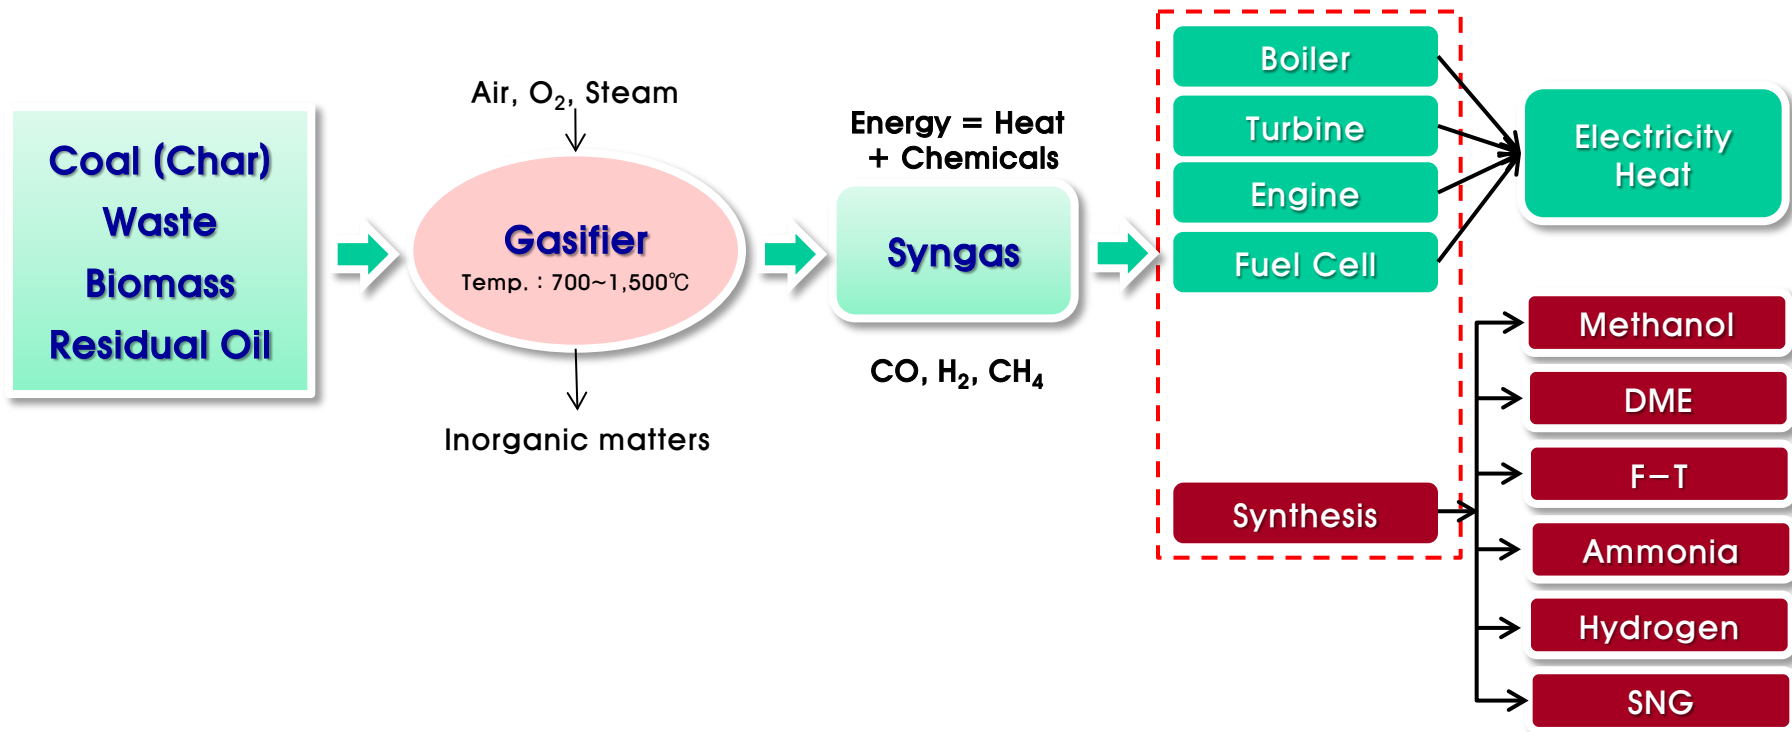 Coal (Char)
Waste
Biomass
Residual Oil
Air, O₂, Steam
Gasifier
Temp. : 700~1,500℃
Inorganic matters
Energy = Heat
+ Chemicals
Syngas
CO, H₂, CH₄
Boiler
Turbine
Engine
Fuel Cell
Synthesis
Electricity
Heat
Methanol
DME
F-T
Ammonia
Hydrogen
SNG